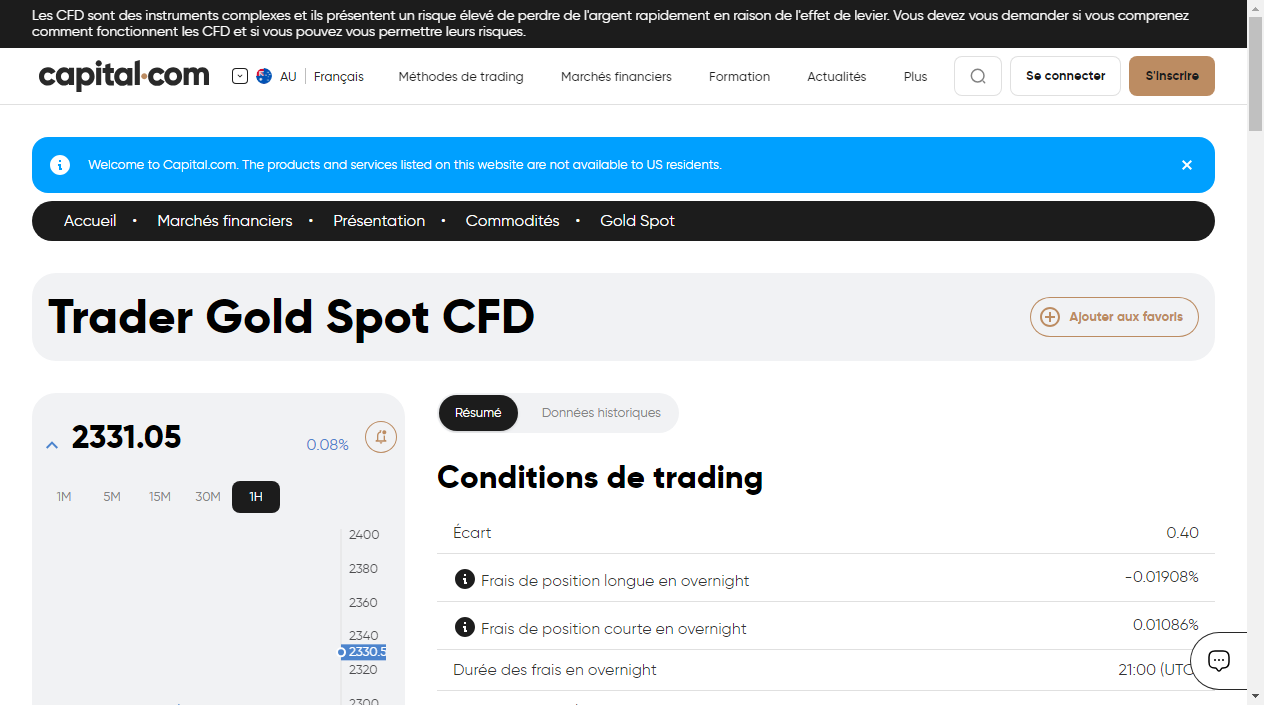 Les CFD sont des instruments complexes et ils présentent un risque élevé de perdre de l'argent rapidement en raison de l'effet de levier. Vous devez vous demander si vous comprenez
comment fonctionnent les CFD et si vous pouvez vous permettre leurs risques.
capital.com AU Français Méthodes de trading Marchés financiers Formation Actualités Plus Se connecter S'inscrire
Welcome to Capital.com. The products and services listed on this website are not available to US residents.
Accueil • Marchés financiers • Présentation • Commodités • Gold Spot
Trader Gold Spot CFD
Ajouter aux favoris
2331.05
0.08%
1M 5M 15M 30M 1H
2400
2380
2360
2340
2330.5
2320
2300
Résumé Données historiques
Conditions de trading
Écart 0.40
Frais de position longue en overnight -0.01908%
Frais de position courte en overnight 0.01086%
Durée des frais en overnight 21:00 (UTC